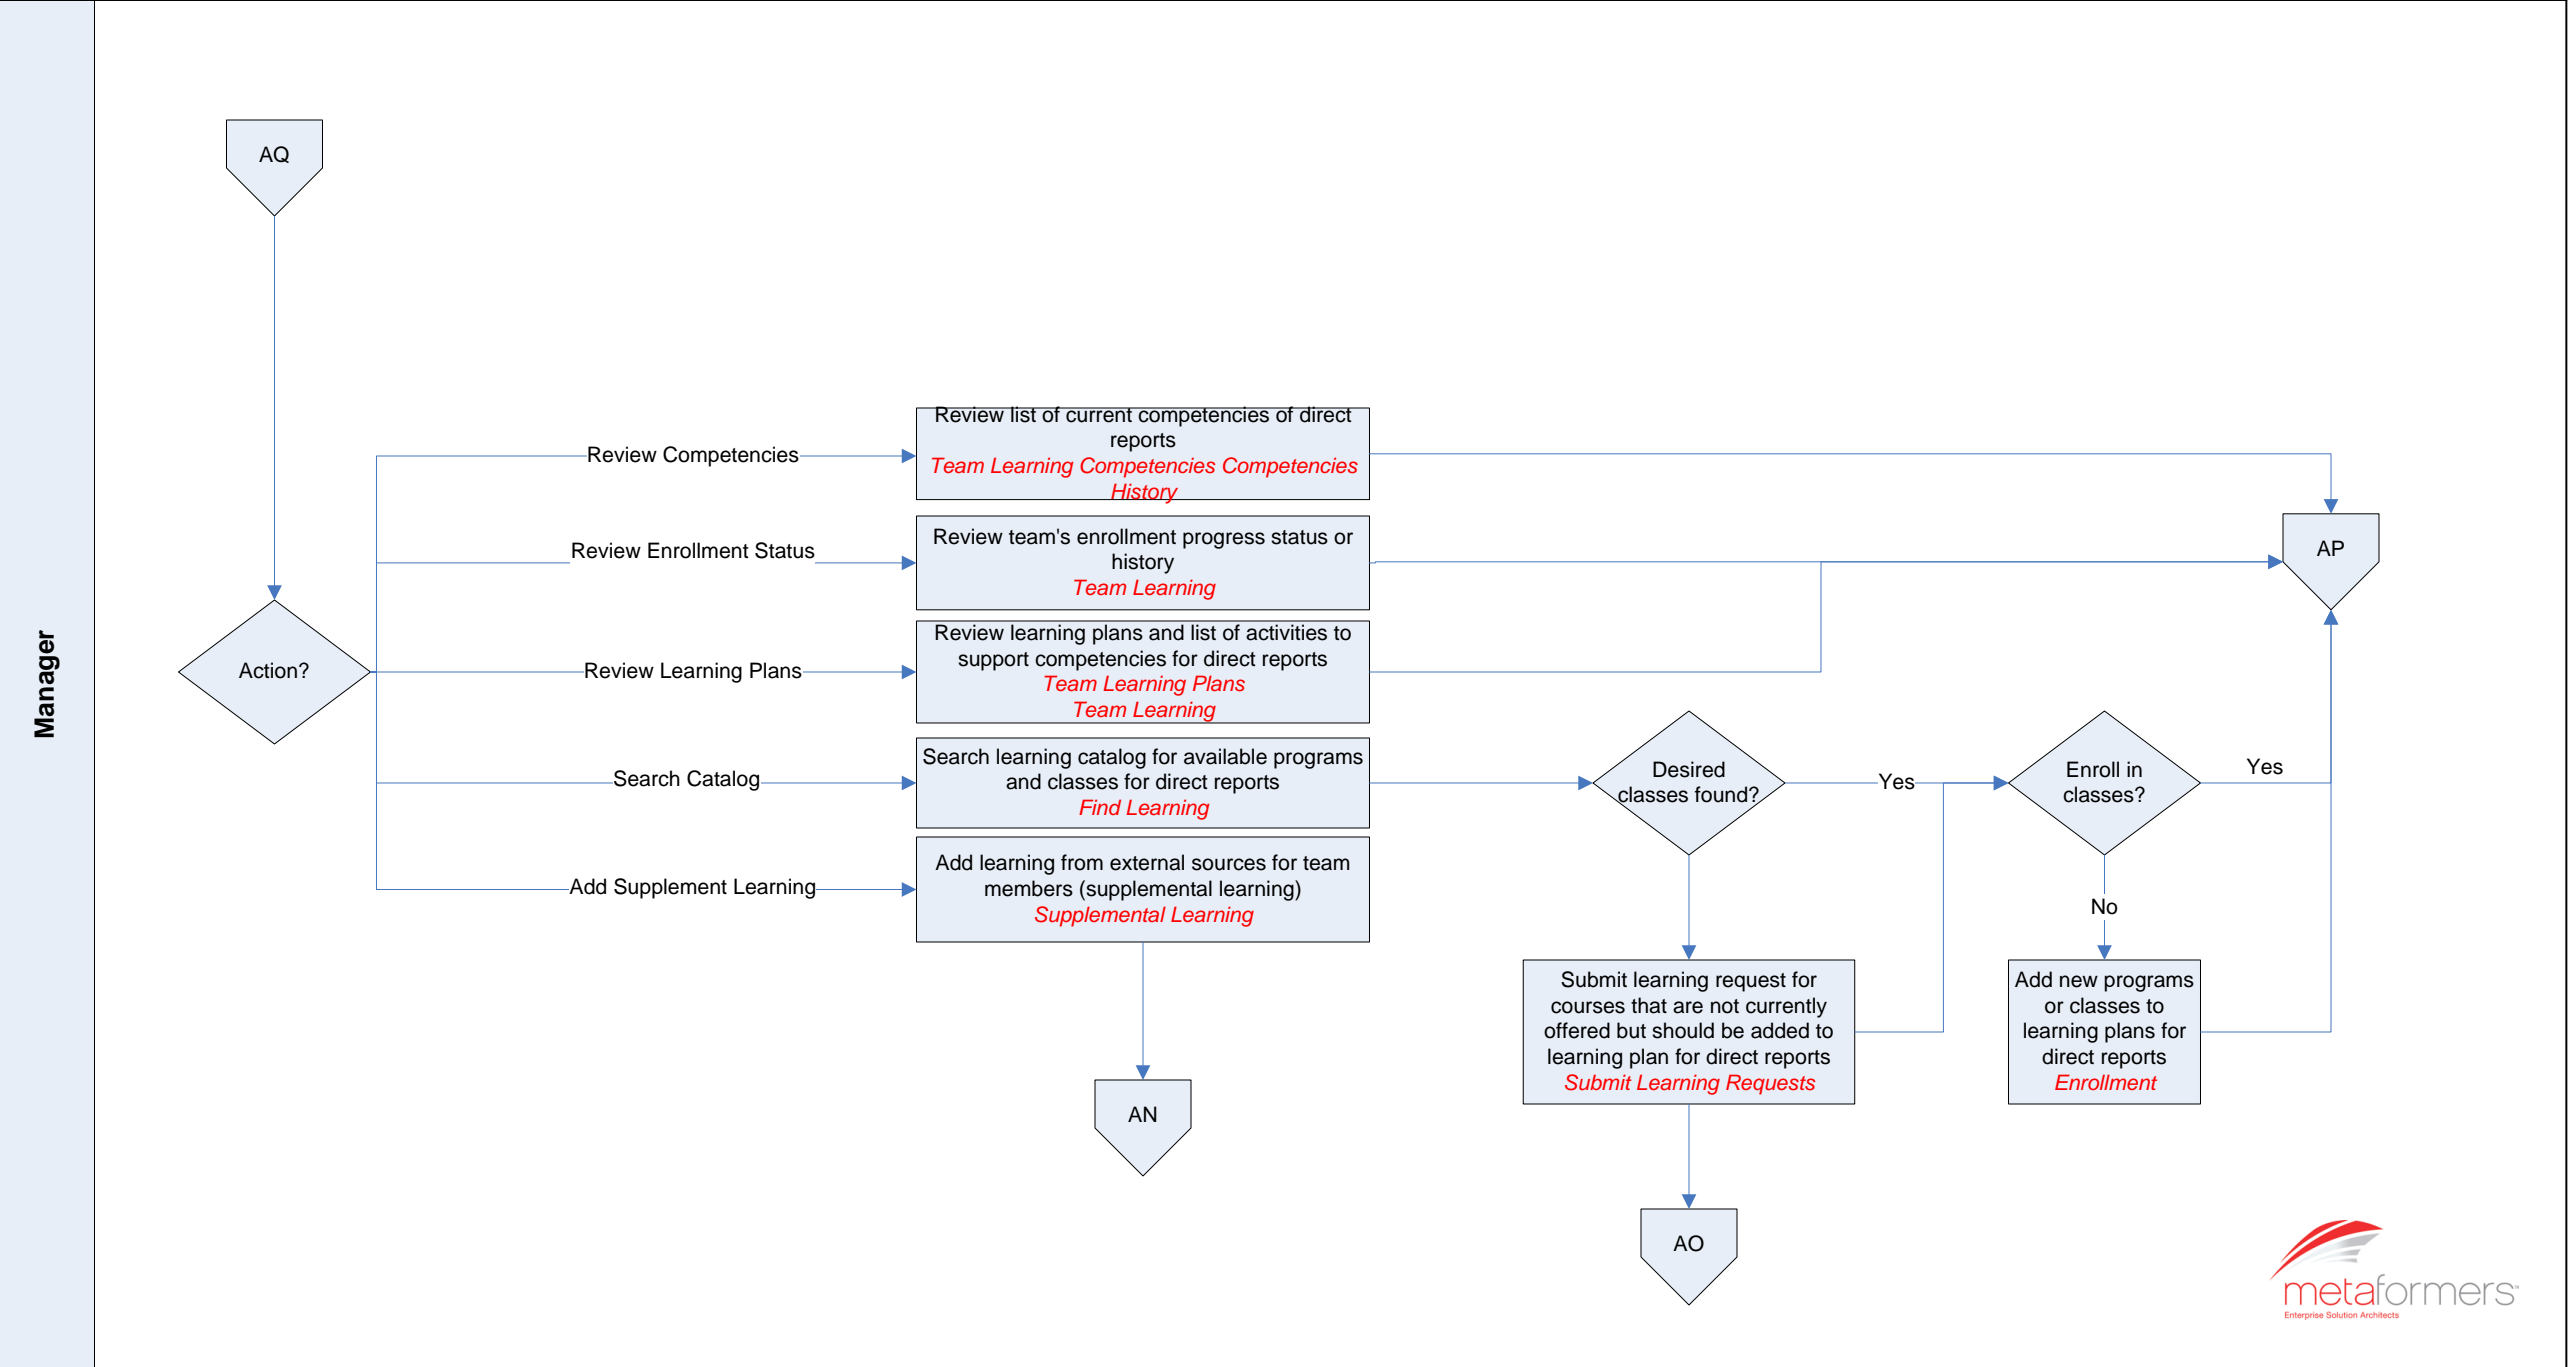 Manager
AQ
Action?
Review Competencies
Review list of current competencies of direct
reports
Team Learning Competencies Competencies
History
Review Enrollment Status
Review team's enrollment progress status or
history
Team Learning
AP
Review Learning Plans
Review learning plans and list of activities to
support competencies for direct reports
Team Learning Plans
Team Learning
Search Catalog
Search learning catalog for available programs
and classes for direct reports
Find Learning
Desired
classes found?
Yes
Enroll in
classes?
Yes
Add Supplement Learning
Add learning from external sources for team
members (supplemental learning)
Supplemental Learning
No
Submit learning request for
courses that are not currently
offered but should be added to
learning plan for direct reports
Submit Learning Requests
Add new programs
or classes to
learning plans for
direct reports
Enrollment
AN
AO
metaformers™
Enterprise Solution Architects